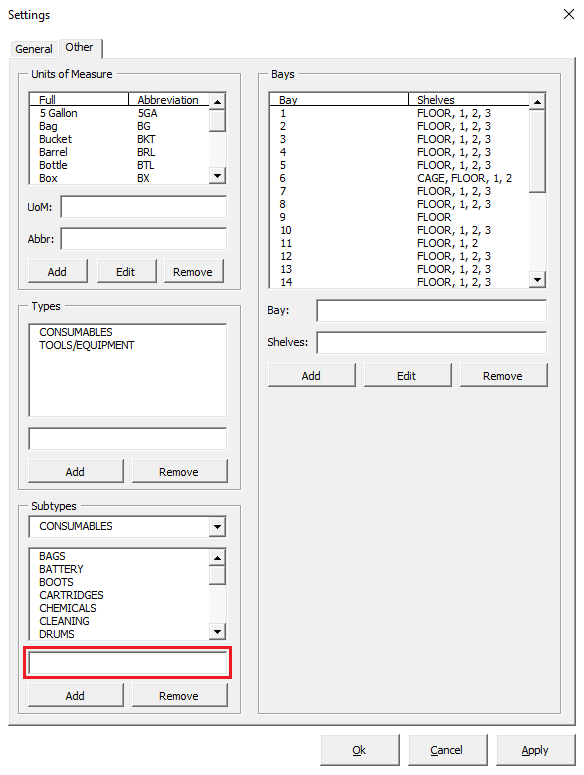 Settings
General Other
Units of Measure
Full Abbreviation
5 Gallon 5GA
Bag BG
Bucket BKT
Barrel BRL
Bottle BTL
Box BX
UoM:
Abbr:
Add Edit Remove
Types
CONSUMABLES
TOOLS/EQUIPMENT
Add Remove
Subtypes
CONSUMABLES
BAGS
BATTERY
BOOTS
CARTRIDGES
CHEMICALS
CLEANING
DRUMS
Add Remove
Bays
Bay Shelves
1 FLOOR, 1, 2, 3
2 FLOOR, 1, 2, 3
3 FLOOR, 1, 2, 3
4 FLOOR, 1, 2, 3
5 FLOOR, 1, 2, 3
6 CAGE, FLOOR, 1, 2
7 FLOOR, 1, 2, 3
8 FLOOR, 1, 2, 3
9 FLOOR
10 FLOOR, 1, 2, 3
11 FLOOR, 1, 2
12 FLOOR, 1, 2, 3
13 FLOOR, 1, 2, 3
14 FLOOR, 1, 2, 3
Bay:
Shelves:
Add Edit Remove
Ok Cancel Apply